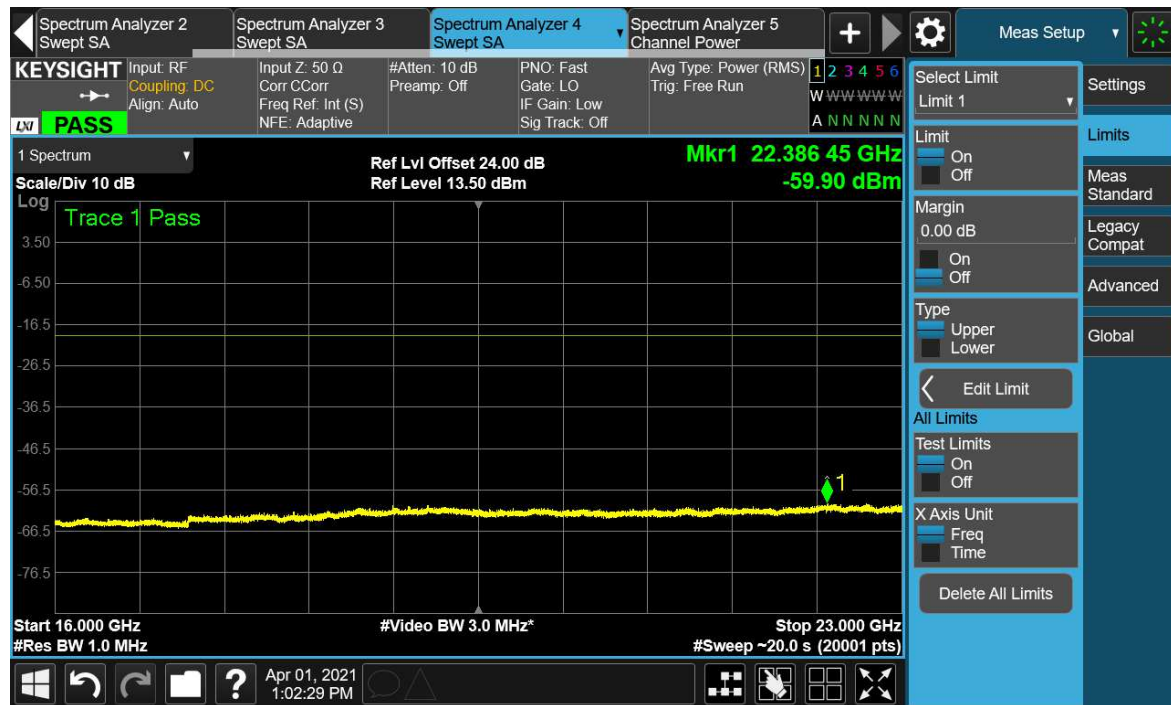 Spectrum Analyzer 2
Swept SA
Spectrum Analyzer 3
Swept SA
Spectrum Analyzer 4
Swept SA
Spectrum Analyzer 5
Channel Power
+
Meas Setup
KEYSIGHT
LXI
PASS
Input: RF
Coupling: DC
Align: Auto
Input Z: 50 Ω
Corr CCorr
Freq Ref: Int (S)
NFE: Adaptive
#Atten: 10 dB
Preamp: Off
PNO: Fast
Gate: LO
IF Gain: Low
Sig Track: Off
Avg Type: Power (RMS)
Trig: Free Run
1 2 3 4 5 6
W W W W W W
A N N N N N
1 Spectrum
Scale/Div 10 dB
Log
Ref Lvl Offset 24.00 dB
Ref Level 13.50 dBm
Mkr1 22.386 45 GHz
-59.90 dBm
Trace 1 Pass
3.50
-6.50
-16.5
-26.5
-36.5
-46.5
-56.5
-66.5
-76.5
1
Start 16.000 GHz
#Res BW 1.0 MHz
#Video BW 3.0 MHz*
Stop 23.000 GHz
#Sweep ~20.0 s (20001 pts)
Select Limit
Limit 1
Limit
On
Off
Margin
0.00 dB
On
Off
Type
Upper
Lower
Edit Limit
All Limits
Test Limits
On
Off
X Axis Unit
Freq
Time
Delete All Limits
Settings
Limits
Meas
Standard
Legacy
Compat
Advanced
Global
?
Apr 01, 2021
1:02:29 PM